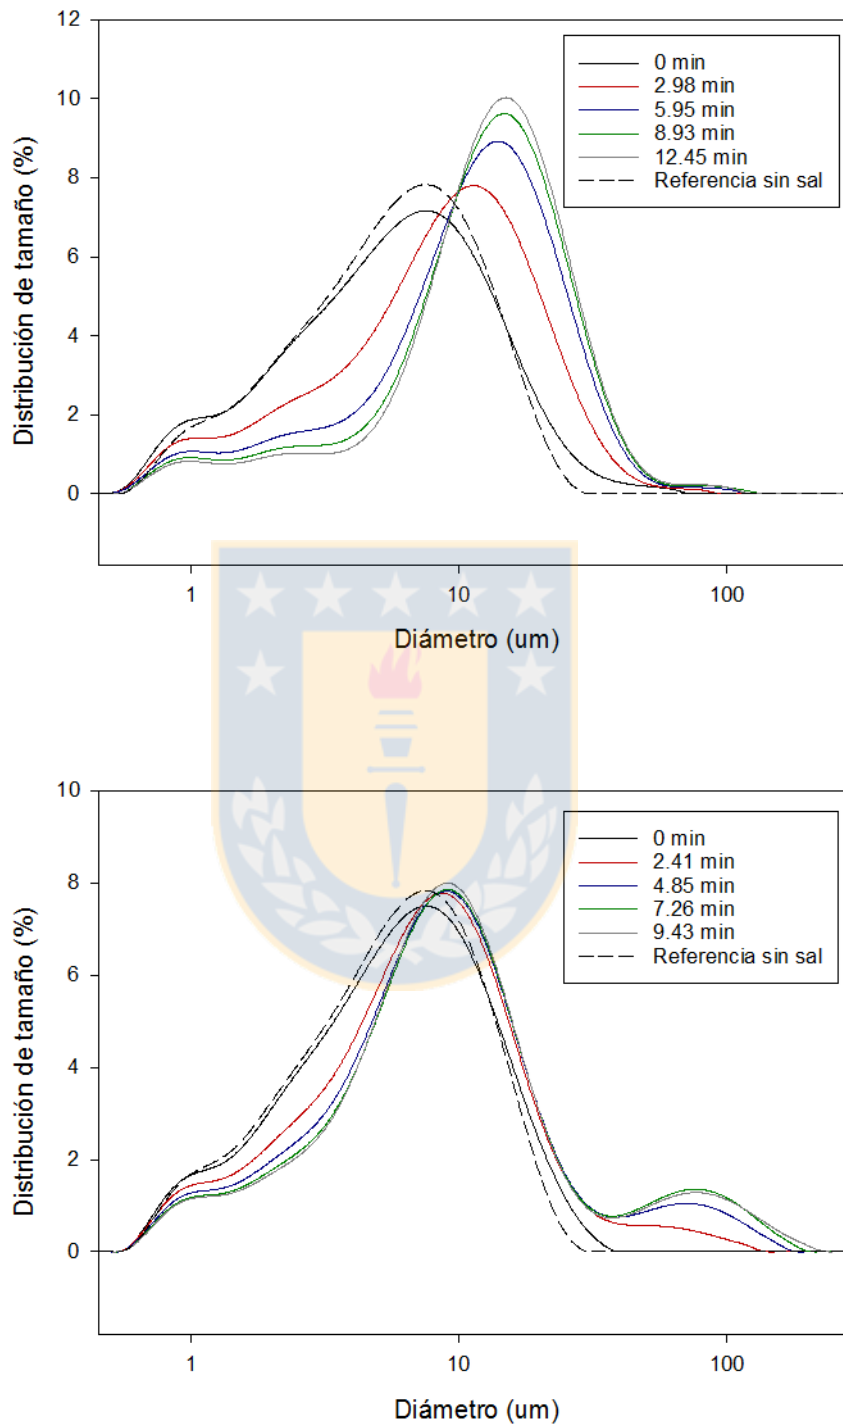 12
10
8
6
4
2
0
Distribución de tamaño (%)
0 min
2.98 min
5.95 min
8.93 min
12.45 min
Referencia sin sal
1
10
100
Diámetro (um)
10
8
6
4
2
0
Distribución de tamaño (%)
0 min
2.41 min
4.85 min
7.26 min
9.43 min
Referencia sin sal
1
10
100
Diámetro (um)